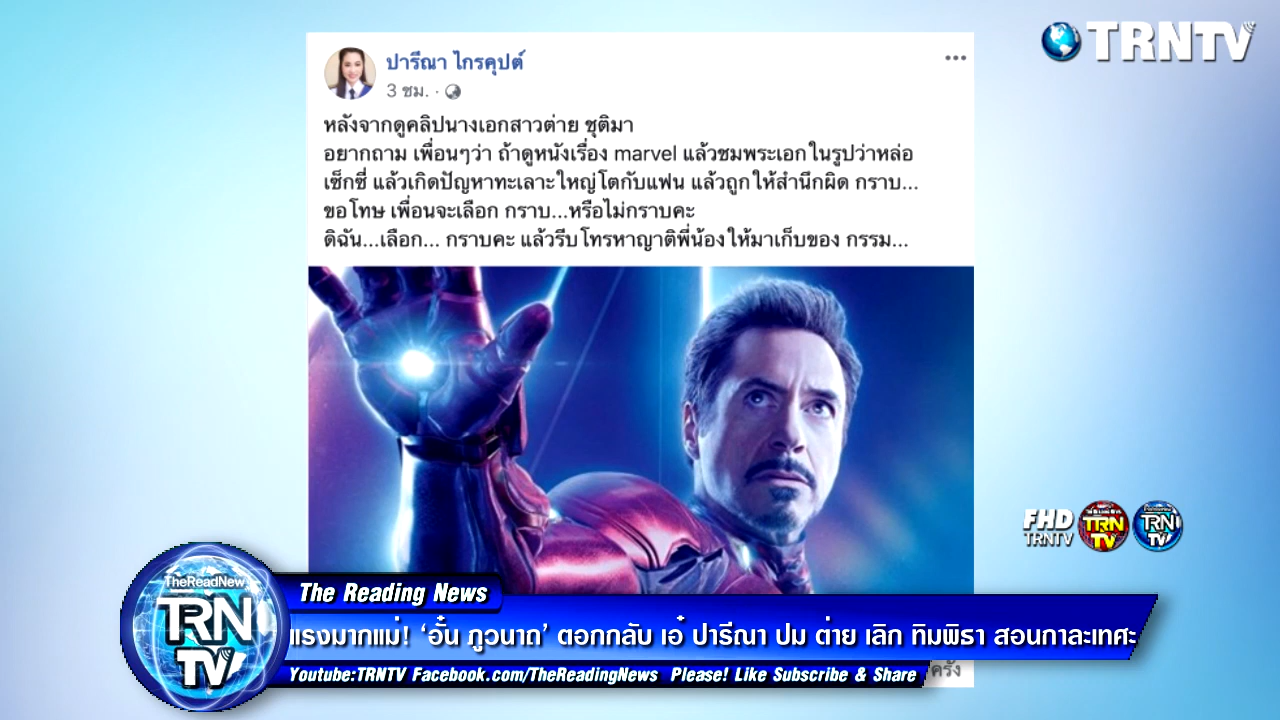 TRNTV
ปารีณา ไกรคุปต์
3 ชม. ·
หลังจากดูคลิปนางเอกสาวต่าย ชุติมา
อยากถาม เพื่อนๆว่า ถ้าดูหนังเรื่อง marvel แล้วชมพระเอกในรูปว่าหล่อ
เซ็กซี่ แล้วเกิดปัญหาทะเลาะใหญ่โตกับแฟน แล้วถูกให้สำนึกผิด กราบ...
ขอโทษ เพื่อนจะเลือก กราบ...หรือไม่กราบคะ
ดิฉัน...เลือก... กราบคะ แล้วรีบโทรหาญาติพี่น้องให้มาเก็บของ กรรม...
FHD
TRNTV
TRN
TV
TRN
TV
TheReadNew
TRN
TV
The Reading News
แรงมากแม่! ‘อั๋น ภูวนาถ’ ตอกกลับ เอ๋ ปารีณา ปม ต่าย เลิก ทิมพิธา สอนกาละเทศะ
Youtube:TRNTV Facebook.com/TheReadingNews Please! Like Subscribe & Share
ครั้ง